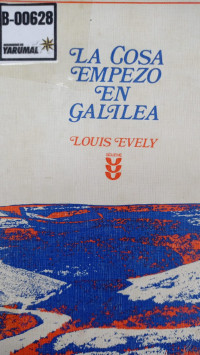 B-00628
YARUMAL
LA COSA
EMPEZO
EN
GALILEA
LOUIS EVELY